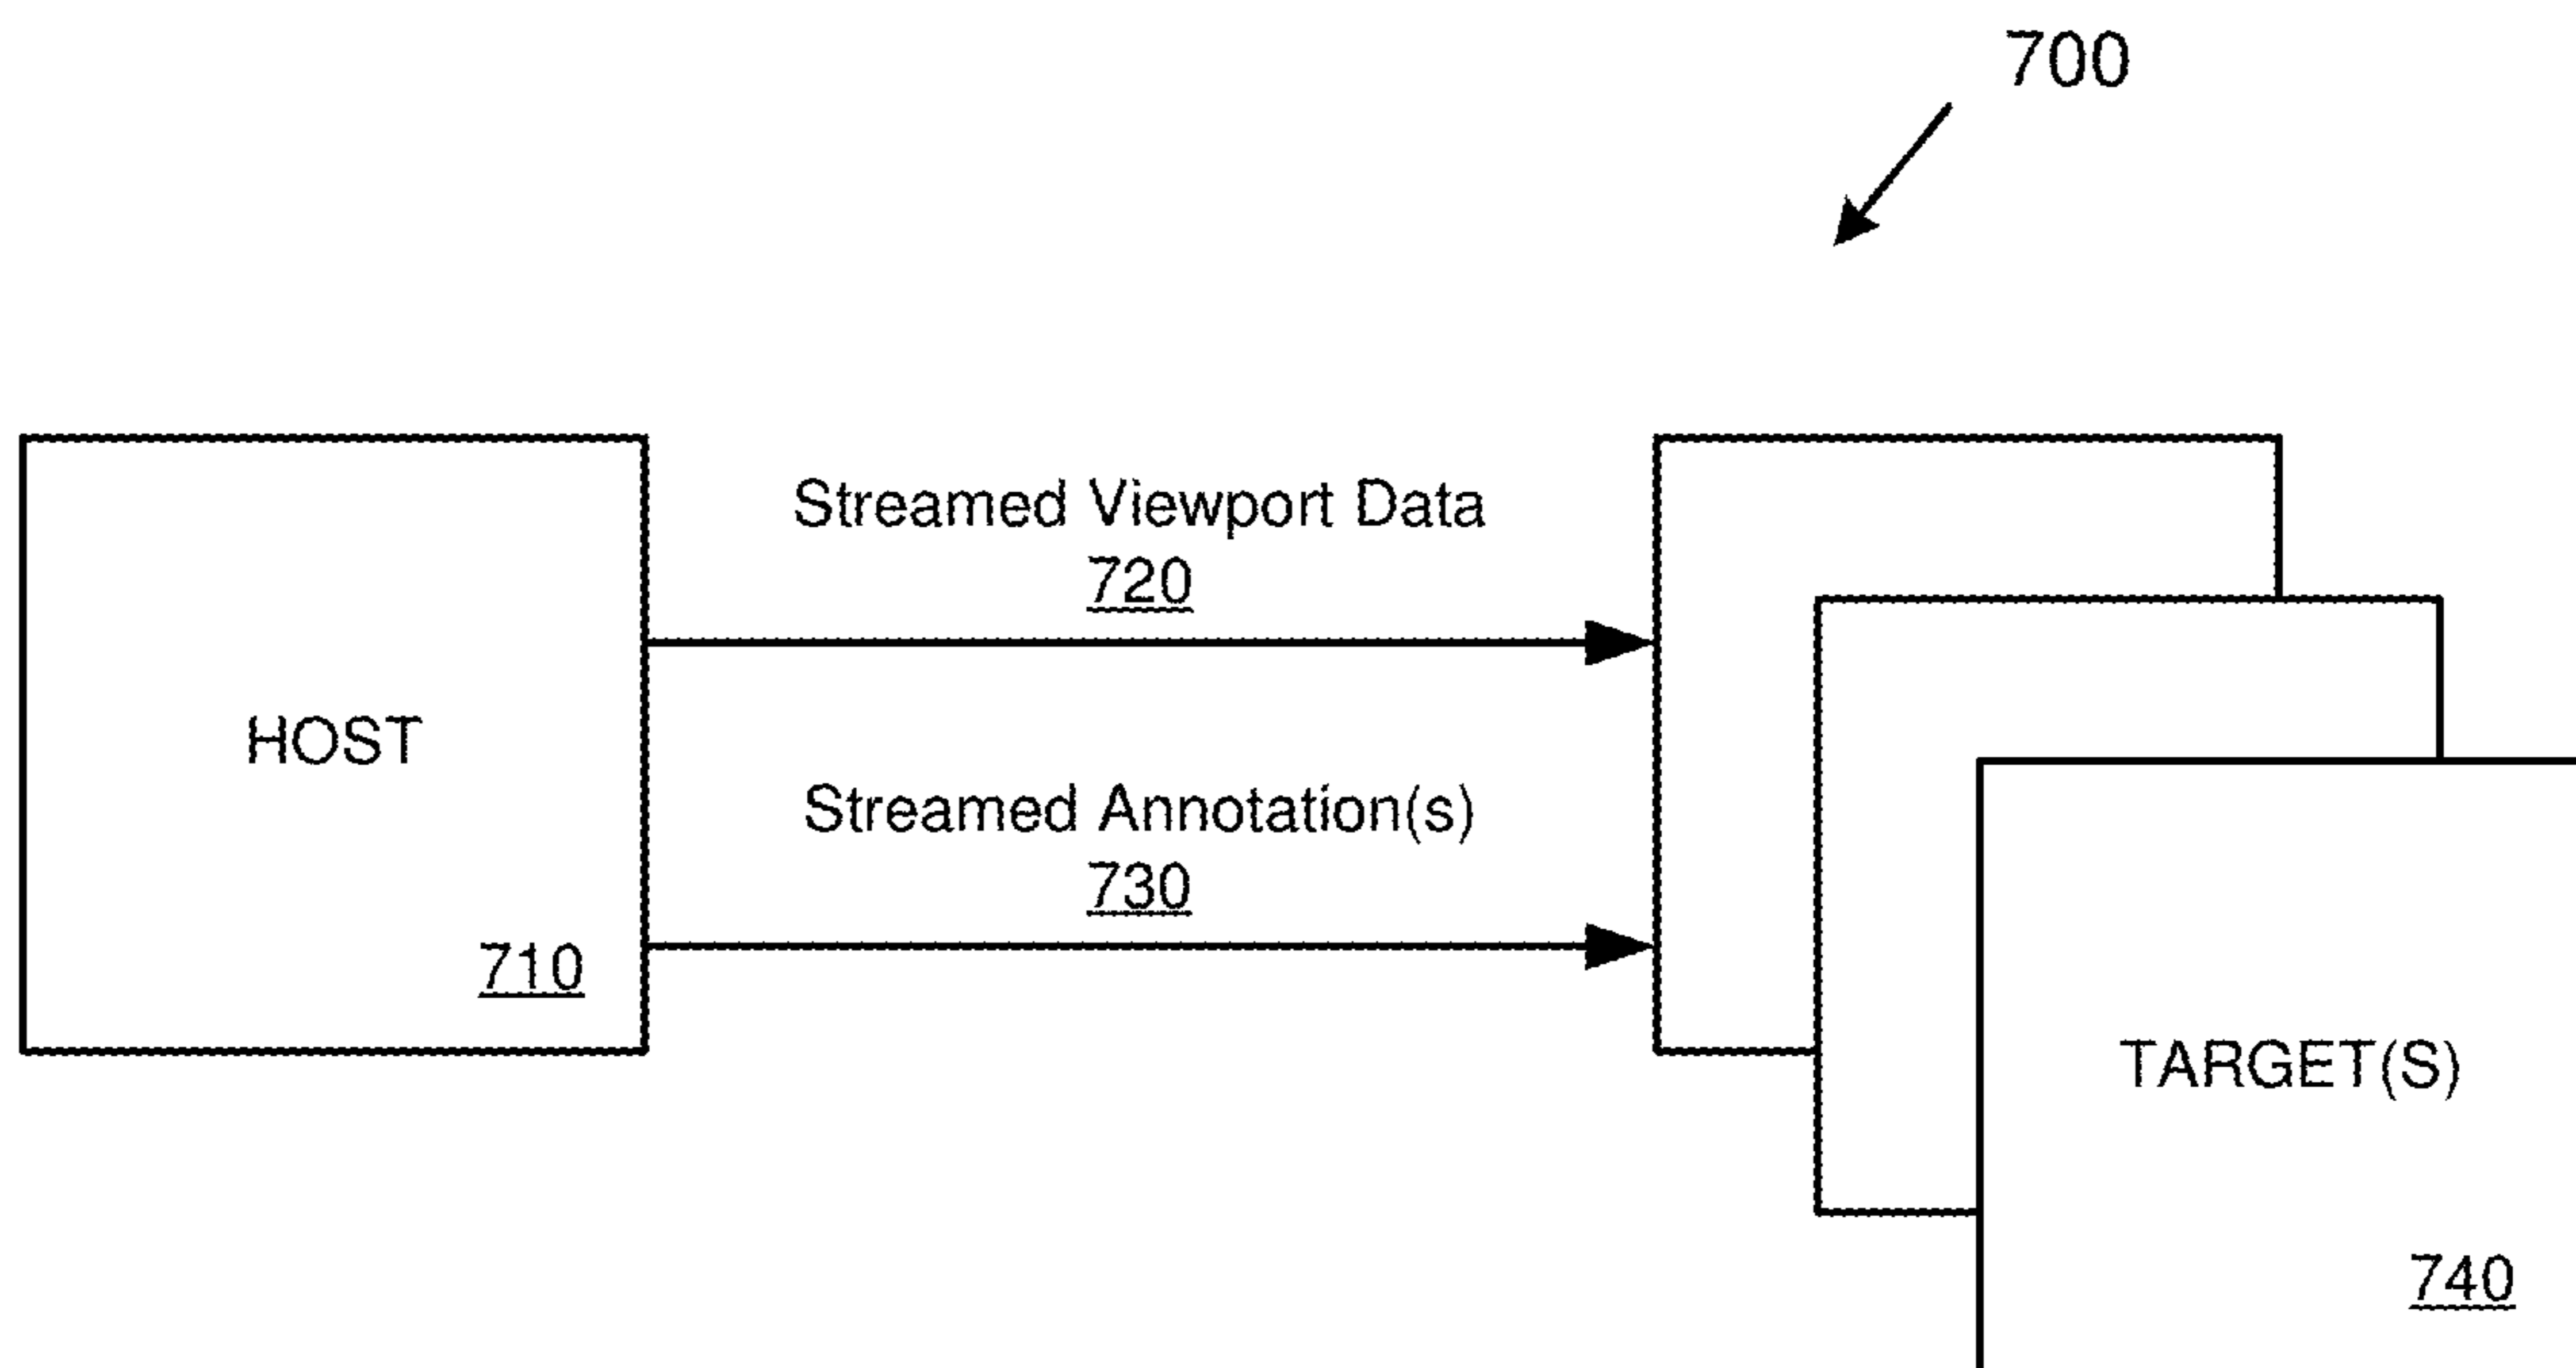 700
Streamed Viewport Data
720
HOST
Streamed Annotation(s)
730
710
TARGET(S)
740